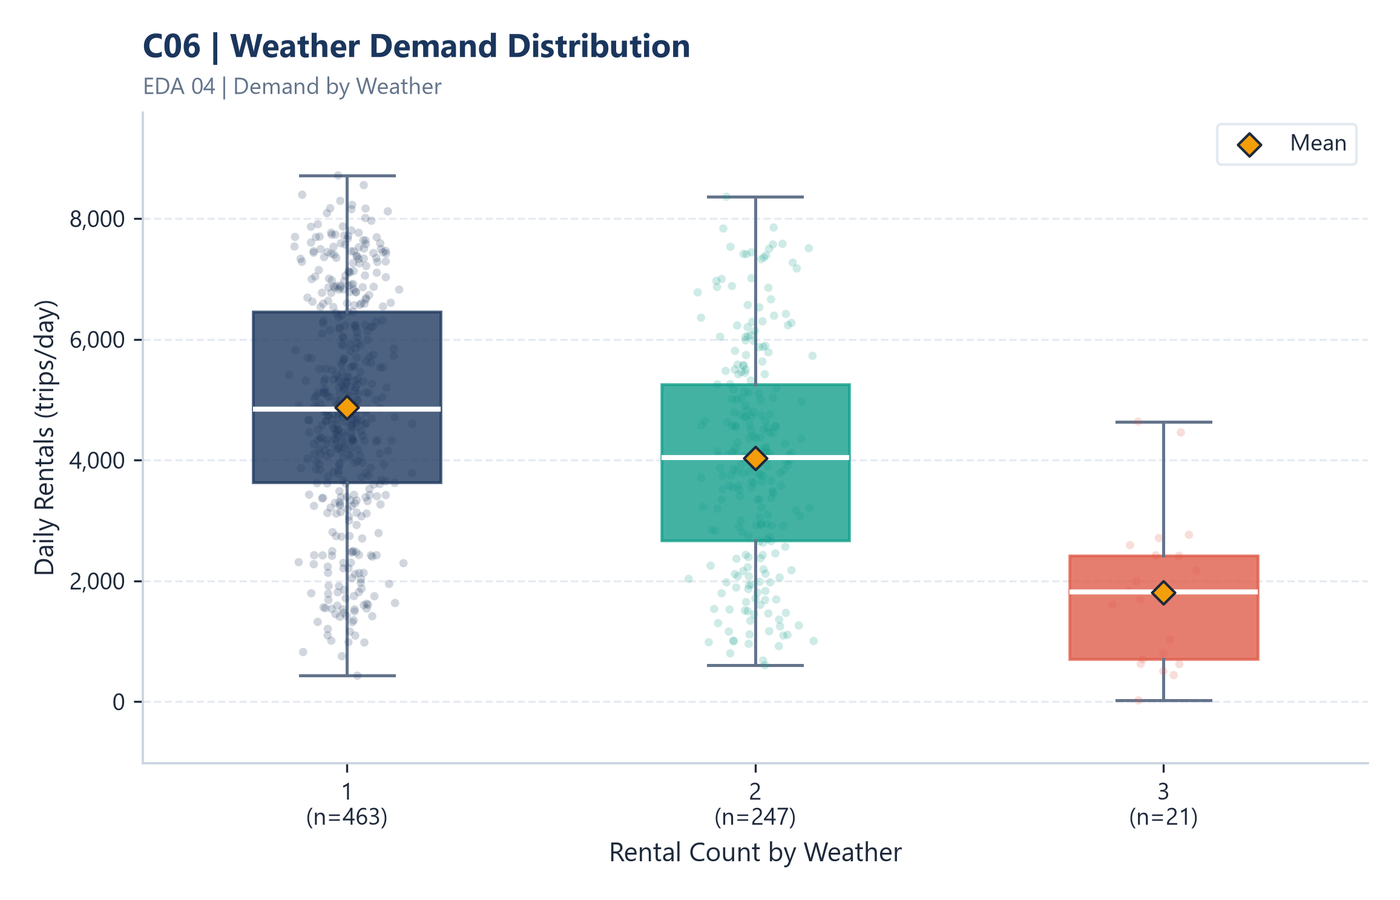 C06 | Weather Demand Distribution
EDA 04 | Demand by Weather
Mean
8,000
6,000
4,000
2,000
0
Daily Rentals (trips/day)
1
(n=463)
2
(n=247)
3
(n=21)
Rental Count by Weather